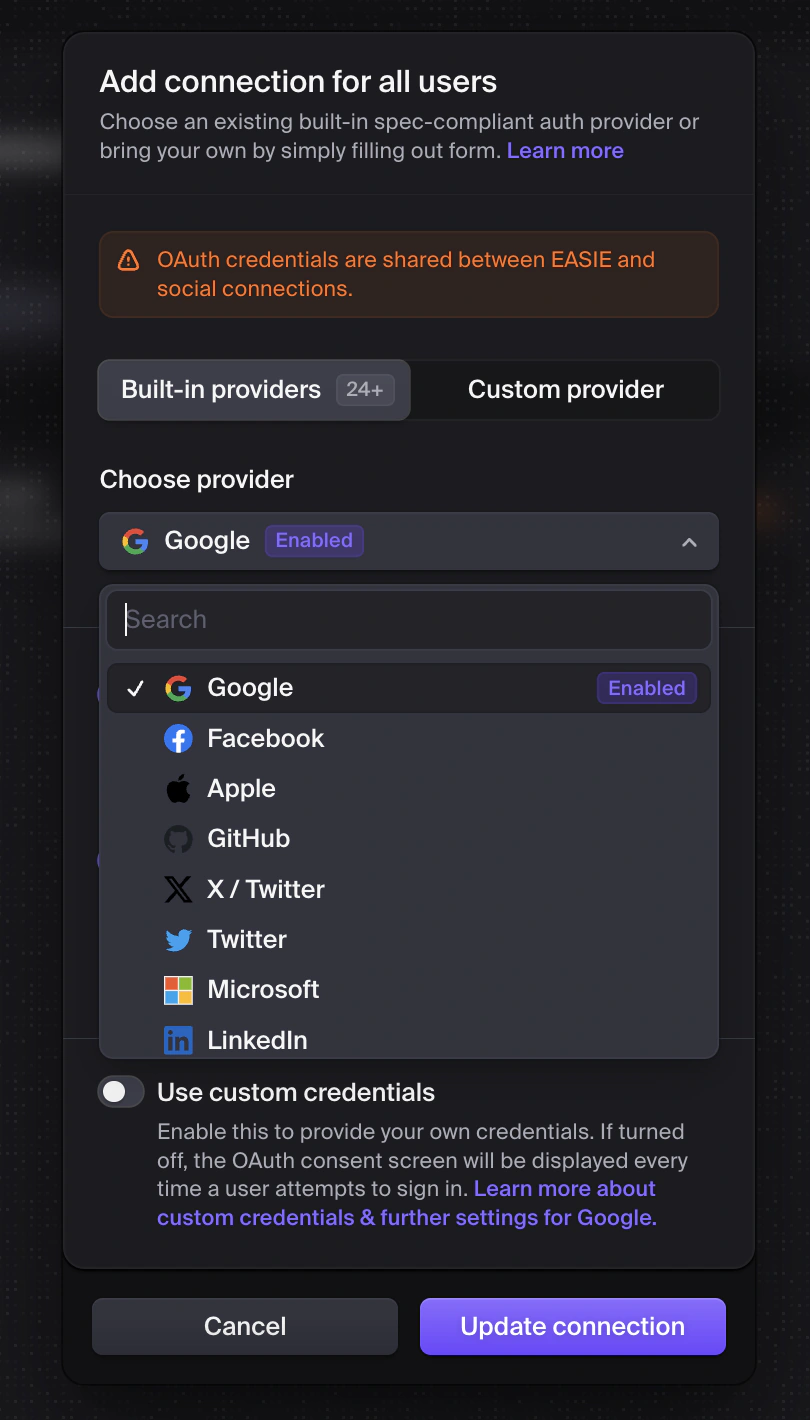 Add connection for all users
Choose an existing built-in spec-compliant auth provider or
bring your own by simply filling out form. Learn more
OAuth credentials are shared between EASIE and
social connections.
Built-in providers 24+ Custom provider
Choose provider
Google Enabled
Search
Google Enabled
Facebook
Apple
GitHub
X / Twitter
Twitter
Microsoft
LinkedIn
Use custom credentials
Enable this to provide your own credentials. If turned
off, the OAuth consent screen will be displayed every
time a user attempts to sign in. Learn more about
custom credentials & further settings for Google.
Cancel Update connection